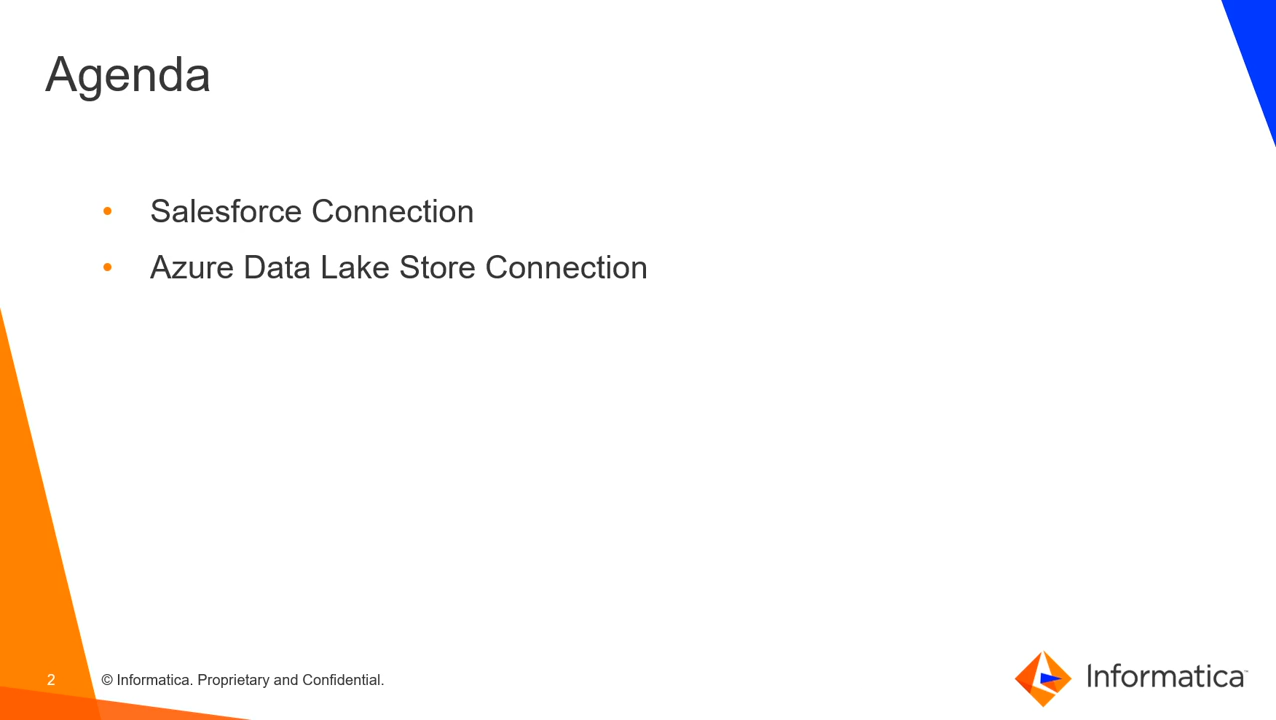 Agenda
• Salesforce Connection
• Azure Data Lake Store Connection
2
© Informatica. Proprietary and Confidential.
Informatica